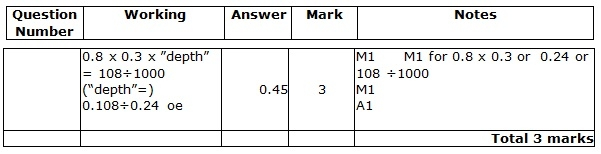 Question Number Working Answer Mark Notes
0.8 x 0.3 x "depth" = 108÷1000 ("depth"=) 0.108÷0.24 oe 0.45 3 M1 M1 for 0.8 x 0.3 or 0.24 or 108 ÷1000 M1 A1
Total 3 marks